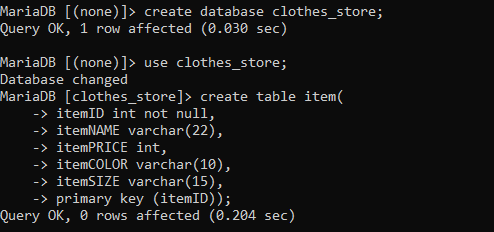 MariaDB [(none)]> create database clothes_store;
Query OK, 1 row affected (0.030 sec)
MariaDB [(none)]> use clothes_store;
Database changed
MariaDB [clothes_store]> create table item(
-> itemID int not null,
-> itemNAME varchar(22),
-> itemPRICE int,
-> itemCOLOR varchar(10),
-> itemSIZE varchar(15),
-> primary key (itemID));
Query OK, 0 rows affected (0.204 sec)